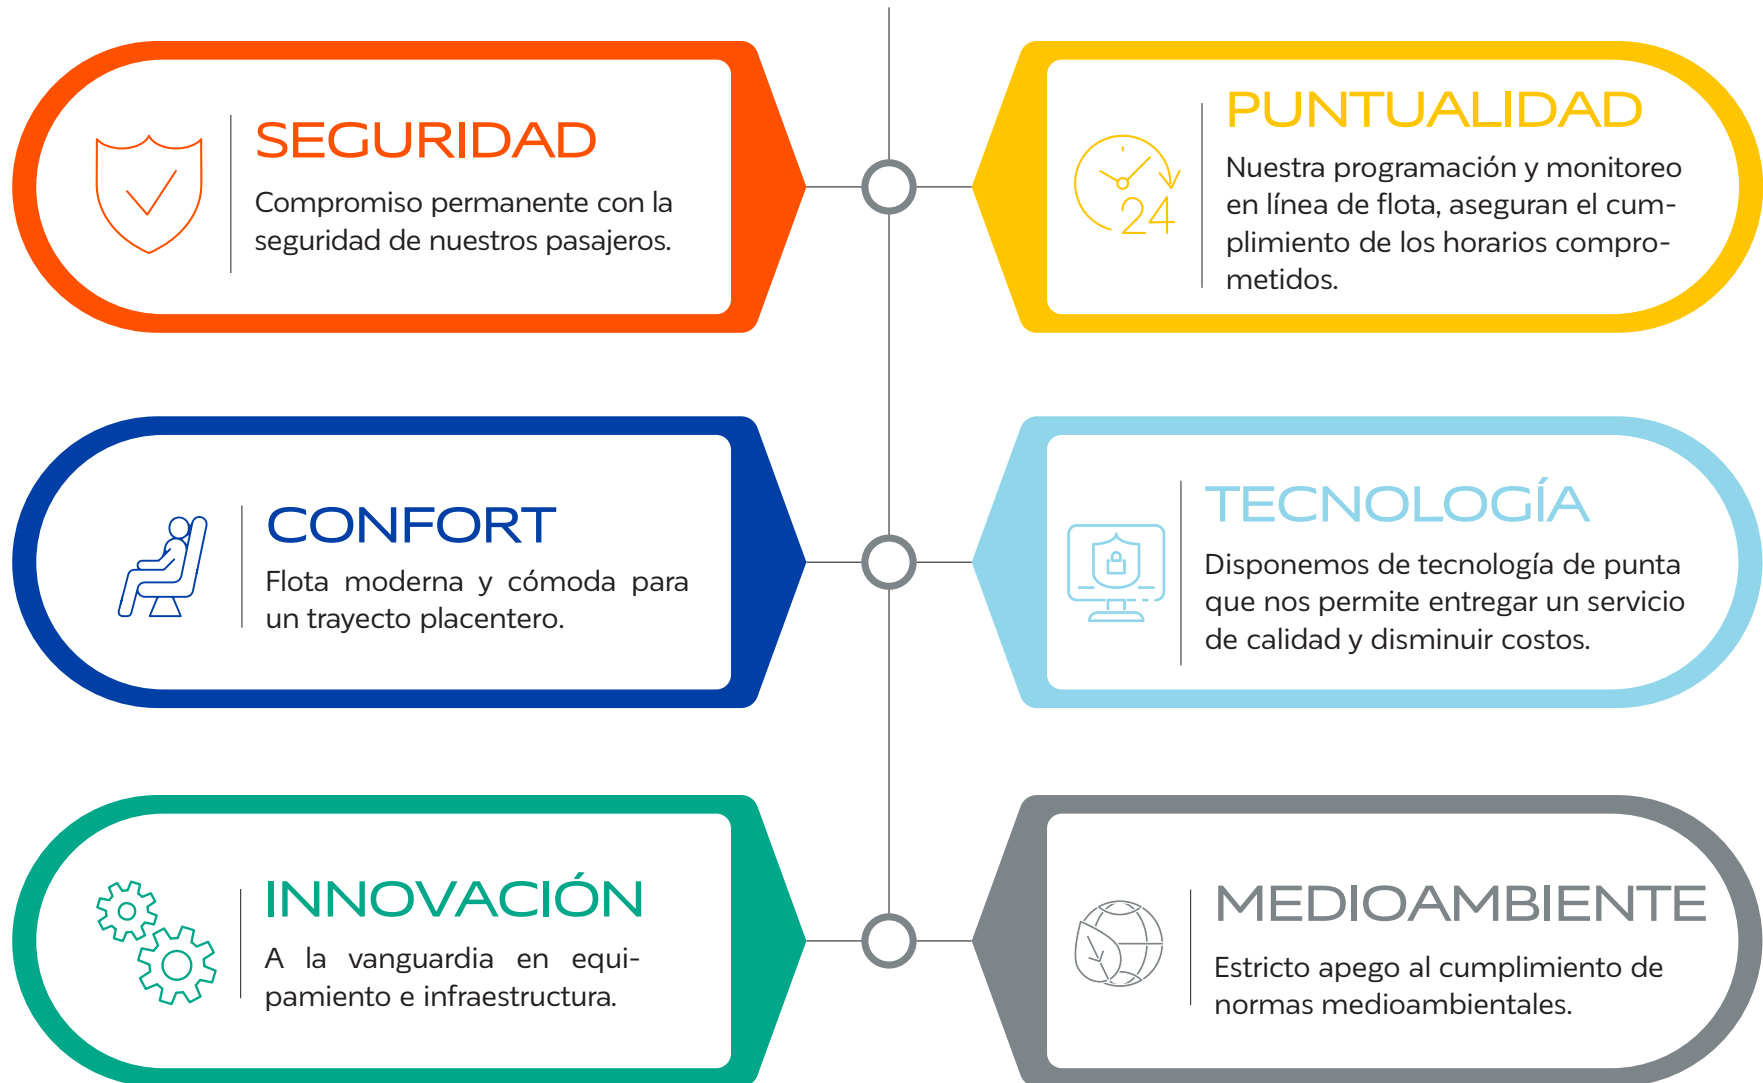 SEGURIDAD
Compromiso permanente con la
seguridad de nuestros pasajeros.
PUNTUALIDAD
Nuestra programación y monitoreo
en línea de flota, aseguran el cum-
plimiento de los horarios compro-
metidos.
24
CONFORT
Flota moderna y cómoda para
un trayecto placentero.
TECNOLOGÍA
Disponemos de tecnología de punta
que nos permite entregar un servicio
de calidad y disminuir costos.
INNOVACIÓN
A la vanguardia en equi-
pamiento e infraestructura.
MEDIOAMBIENTE
Estricto apego al cumplimiento de
normas medioambientales.